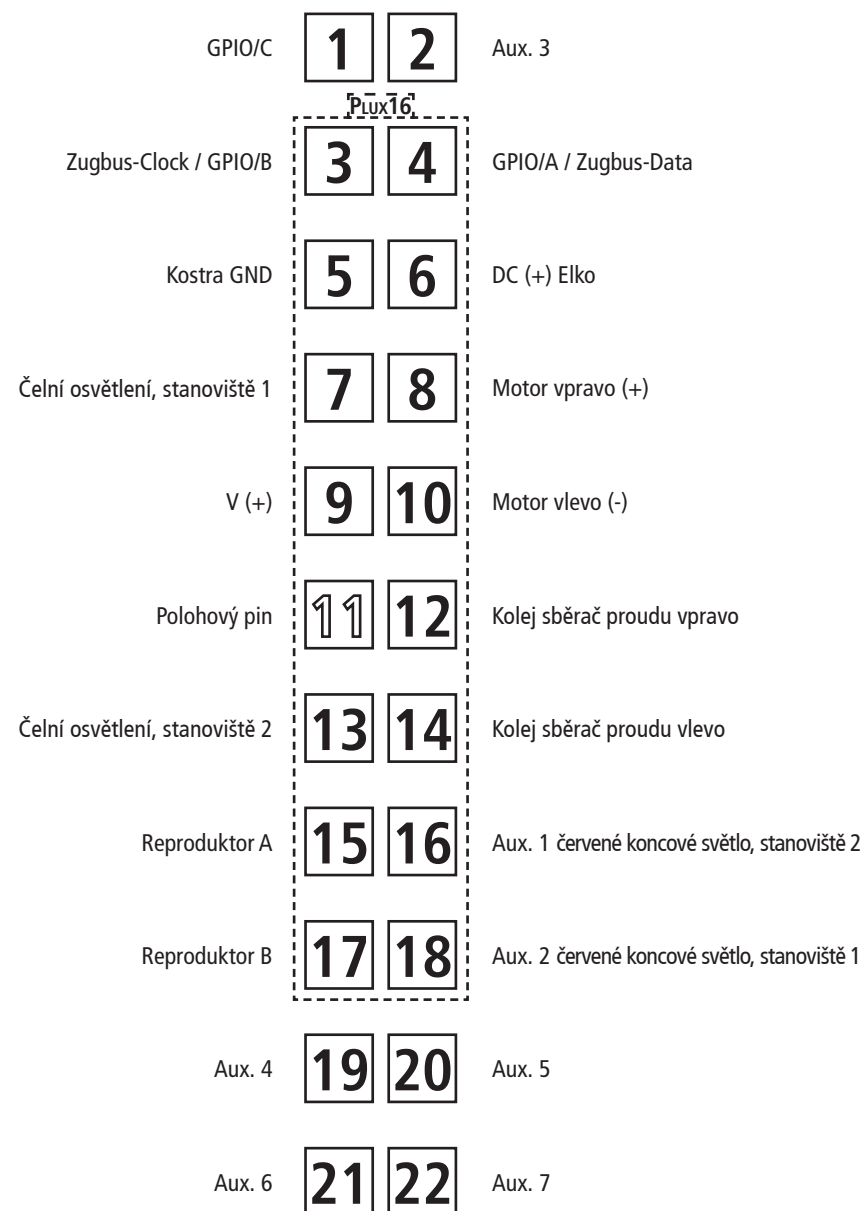 GPIO/C 1 2 Aux. 3
PLUX16
Zugbus-Clock / GPIO/B 3 4 GPIO/A / Zugbus-Data
Kostra GND 5 6 DC (+) Elko
Čelní osvětlení, stanoviště 1 7 8 Motor vpravo (+)
V (+) 9 10 Motor vlevo (-)
Polohový pin 11 12 Kolej sběrač proudu vpravo
Čelní osvětlení, stanoviště 2 13 14 Kolej sběrač proudu vlevo
Reproduktor A 15 16 Aux. 1 červené koncové světlo, stanoviště 2
Reproduktor B 17 18 Aux. 2 červené koncové světlo, stanoviště 1
Aux. 4 19 20 Aux. 5
Aux. 6 21 22 Aux. 7